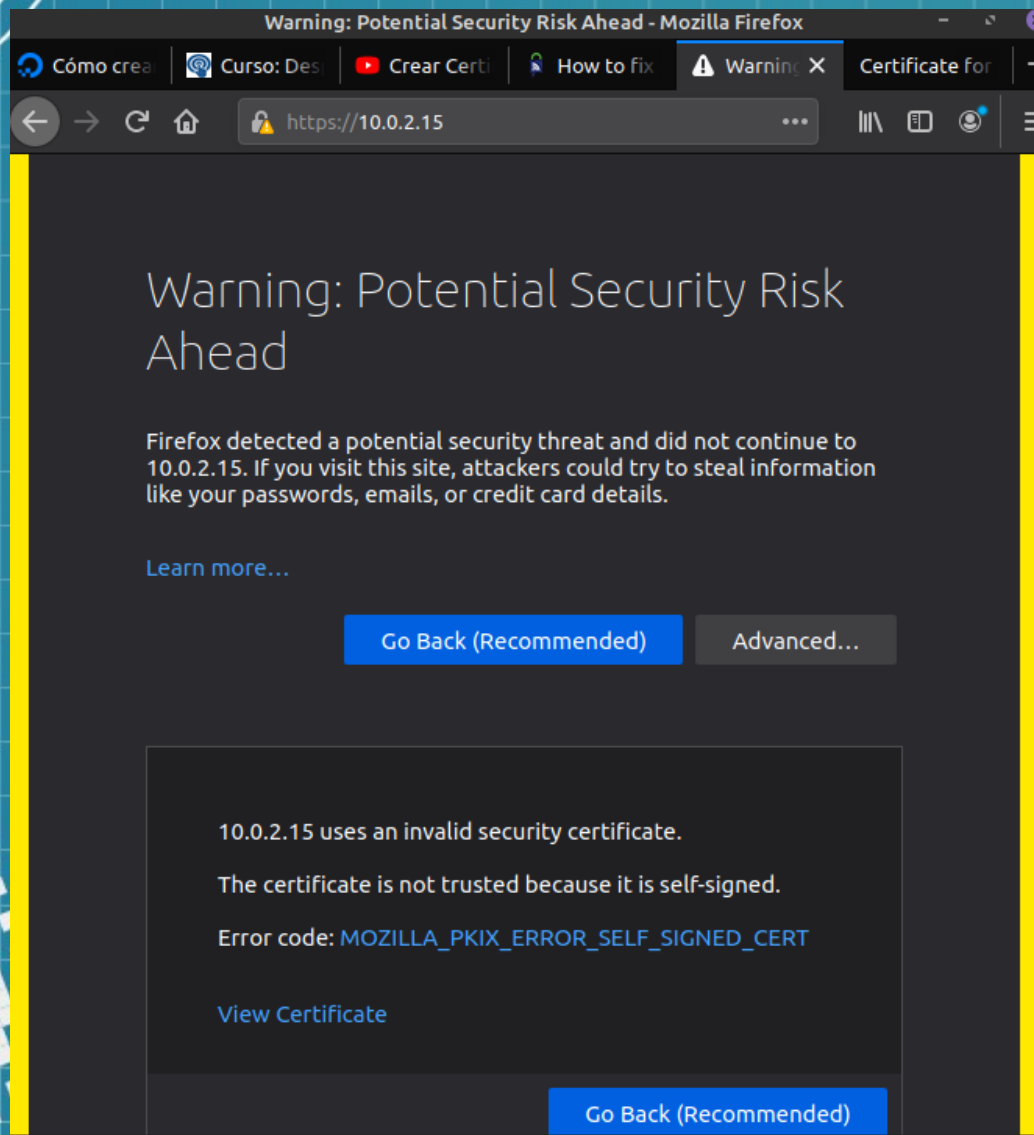 Warning: Potential Security Risk Ahead - Mozilla Firefox
Cómo crea
Curso: Des
Crear Certi
How to fix
Warning
Certificate for
https://10.0.2.15
Warning: Potential Security Risk
Ahead
Firefox detected a potential security threat and did not continue to
10.0.2.15. If you visit this site, attackers could try to steal information
like your passwords, emails, or credit card details.
Learn more…
Go Back (Recommended)
Advanced…
10.0.2.15 uses an invalid security certificate.
The certificate is not trusted because it is self-signed.
Error code: MOZILLA_PKIX_ERROR_SELF_SIGNED_CERT
View Certificate
Go Back (Recommended)